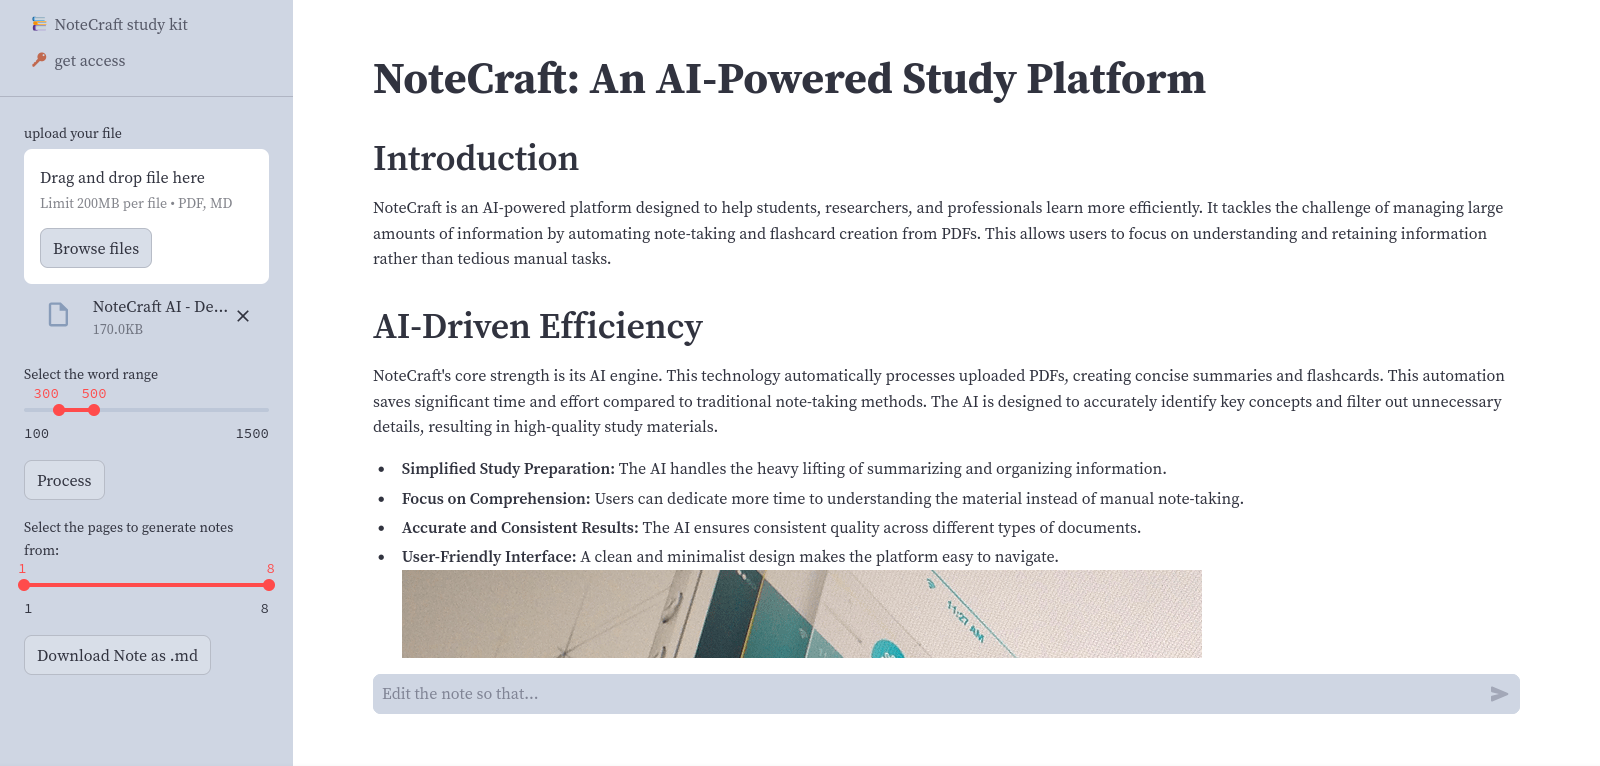 NoteCraft study kit
get access
upload your file
Drag and drop file here
Limit 200MB per file • PDF, MD
Browse files
NoteCraft AI - De...
170.0KB
Select the word range
300 500
100 1500
Process
Select the pages to generate notes
from:
1 8
1 8
Download Note as .md
NoteCraft: An AI-Powered Study Platform
Introduction
NoteCraft is an AI-powered platform designed to help students, researchers, and professionals learn more efficiently. It tackles the challenge of managing large
amounts of information by automating note-taking and flashcard creation from PDFs. This allows users to focus on understanding and retaining information
rather than tedious manual tasks.
AI-Driven Efficiency
NoteCraft's core strength is its AI engine. This technology automatically processes uploaded PDFs, creating concise summaries and flashcards. This automation
saves significant time and effort compared to traditional note-taking methods. The AI is designed to accurately identify key concepts and filter out unnecessary
details, resulting in high-quality study materials.
• Simplified Study Preparation: The AI handles the heavy lifting of summarizing and organizing information.
• Focus on Comprehension: Users can dedicate more time to understanding the material instead of manual note-taking.
• Accurate and Consistent Results: The AI ensures consistent quality across different types of documents.
• User-Friendly Interface: A clean and minimalist design makes the platform easy to navigate.
11:27 AM
Edit the note so that...